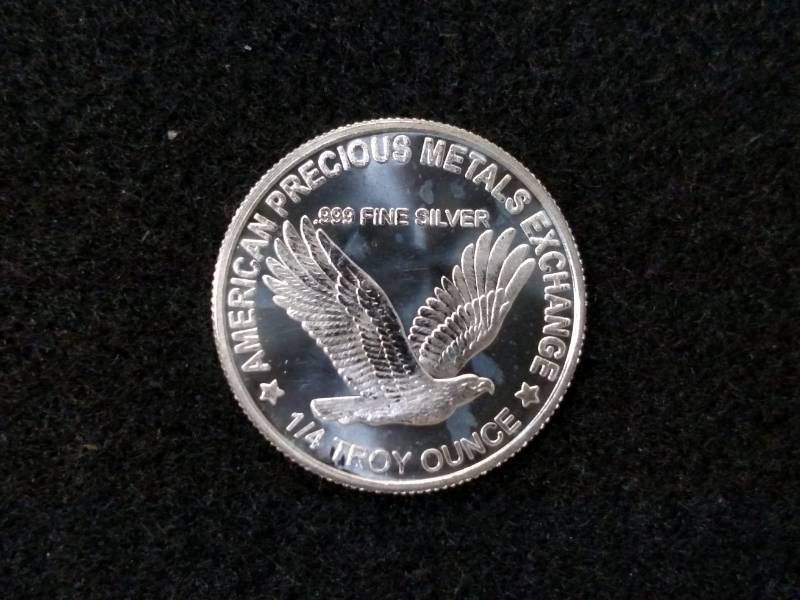 AMERICAN PRECIOUS METALS EXCHANGE
.999 FINE SILVER
1/4 TROY OUNCE